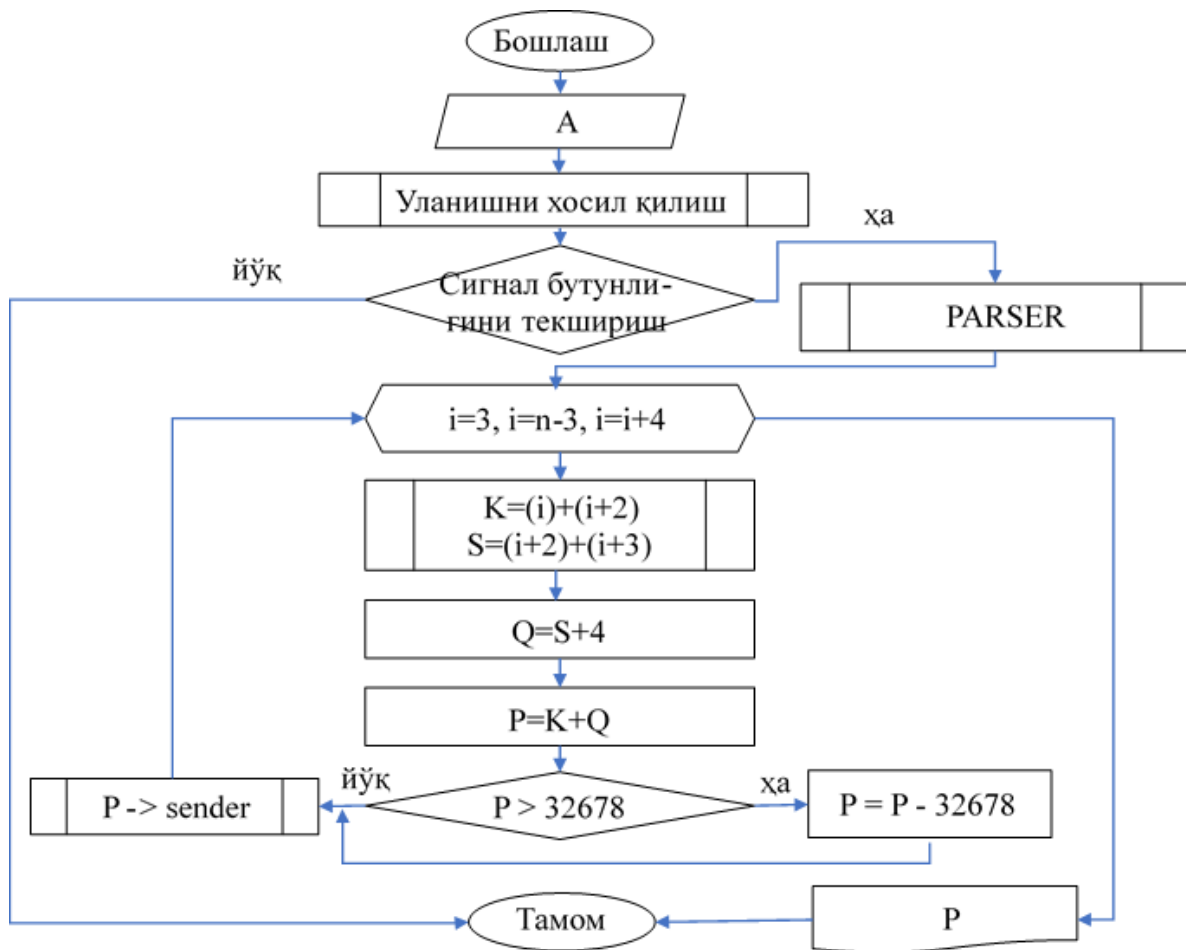 Бошлаш
A
Уланишни хосил қилиш
ҳа
йўқ
Сигнал бутунли-
гини текшириш
PARSER
i=3, i=n-3, i=i+4
K=(i)+(i+2)
S=(i+2)+(i+3)
Q=S+4
P=K+Q
йўқ
ҳа
P -> sender
P > 32678
P = P - 32678
Тамом
P